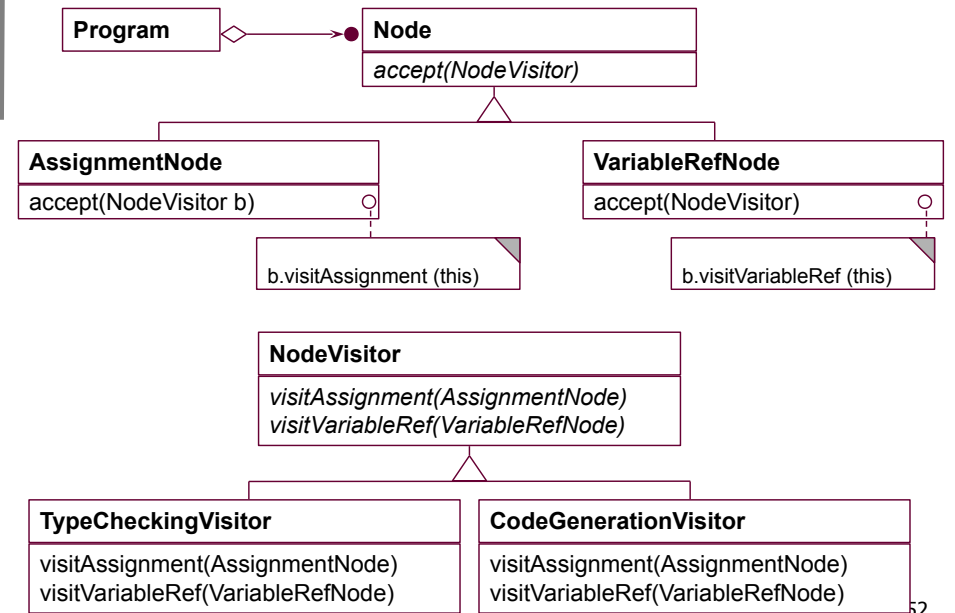 Program
Node
accept(NodeVisitor)
AssignmentNode
accept(NodeVisitor b)
VariableRefNode
accept(NodeVisitor)
b.visitAssignment (this)
b.visitVariableRef (this)
NodeVisitor
visitAssignment(AssignmentNode)
visitVariableRef(VariableRefNode)
TypeCheckingVisitor
visitAssignment(AssignmentNode)
visitVariableRef(VariableRefNode)
CodeGenerationVisitor
visitAssignment(AssignmentNode)
visitVariableRef(VariableRefNode)